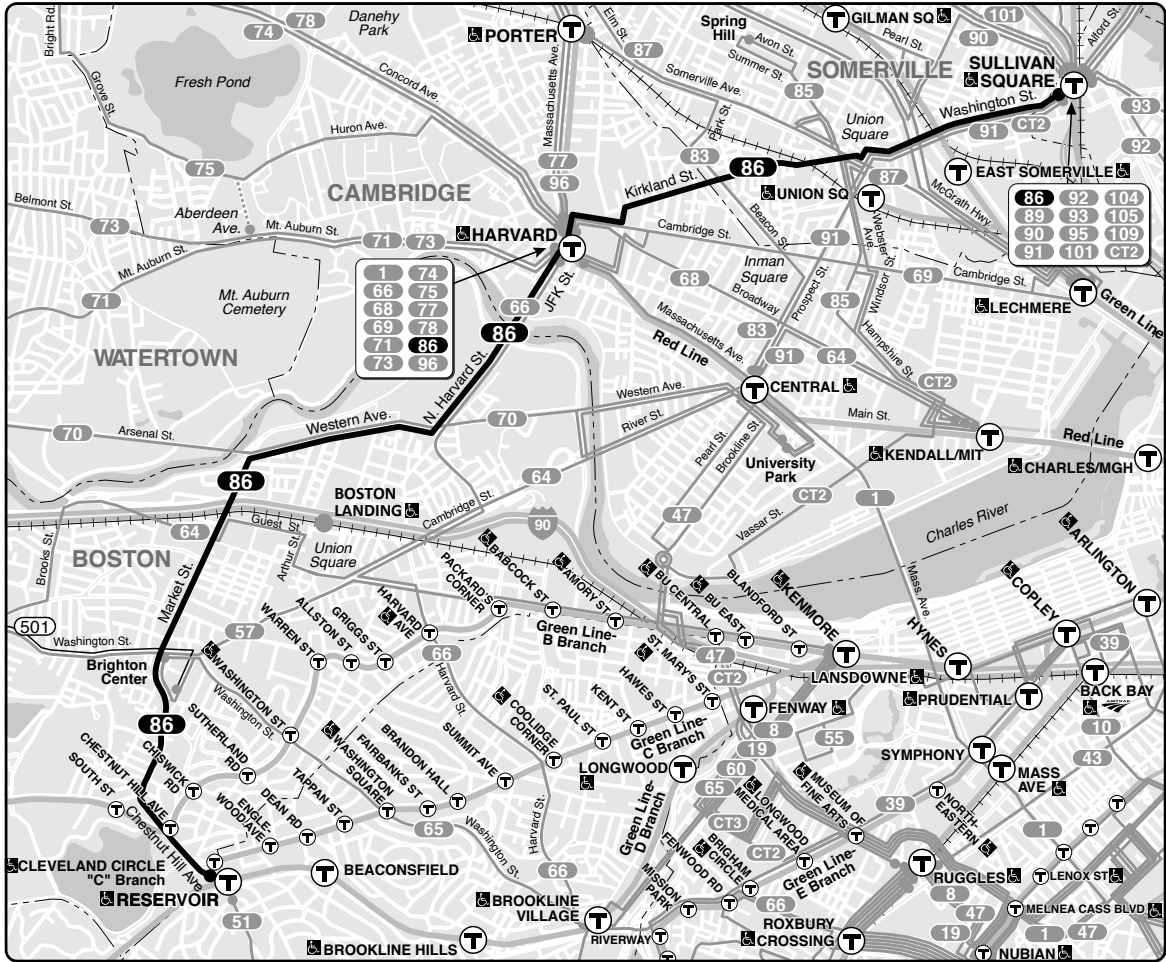 Bright Rd.
78
74
Danehy
Park
Elm St.
PORTER
87
Spring
Hill
Avon St.
Summer St.
GILMAN SQ
Pearl St.
101
90
Alford St.
SOMERVILLE
SULLIVAN
SQUARE
Fresh Pond
Grove St.
Concord Ave.
Massachusetts Ave.
Somerville Ave.
85
Washington St.
91
CT2
93
92
Huron Ave.
Park St.
Union
Square
75
77
96
83
86
87
EAST SOMERVILLE
CAMBRIDGE
Kirkland St.
UNION SQ
McGrath Hwy
Belmont St.
73
Aberdeen
Ave.
Mt. Auburn St.
71
73
HARVARD
Cambridge St.
Beacon St.
91
Webster
Ave.
86 92 104
89 93 105
90 95 109
91 101 CT2
Mt. Auburn St.
71
Mt. Auburn
Cemetery
1 74
66 75
68 77
69 78
71 86
73 96
66
JFK St.
86
68
Broadway
Inman
Square
Prospect St.
85
Windsor St.
69
Cambridge St.
LECHMERE
Green Line
WATERTOWN
Massachusetts Ave.
Red Line
83
91
64
Hampshire St.
CT2
N. Harvard St.
Western Ave.
70
Western Ave.
River St.
CENTRAL
Main St.
Red Line
70
Arsenal St.
Pearl St.
Brookline St.
University
Park
KENDALL/MIT
CHARLES/MGH
86
64
CT2
1
BOSTON
LANDING
Cambridge St.
47
Vassar St.
Charles River
64
Guest St.
90
BOSTON
Brooks St.
Arthur St.
Union
Square
Market St.
PACKARD'S
CORNER
BABCOCK ST
AMORY ST
BU CENTRAL
BU EAST
BLANDFORD ST
KENMORE
Mass. Ave.
HYNES
COPLEY
ARLINGTON
501
Washington St.
57
HARVARD
AVE
GRIGGS ST
ALLSTON ST
WARREN ST
Green Line-
B Branch
66
ST. MARY'S ST
47
CT2
LANSDOWNE
39
Brighton
Center
WASHINGTON ST
Washington St.
Harvard St.
HAWES ST
KENT ST
ST. PAUL ST
COOLIDGE
CORNER
Green Line-
C Branch
FENWAY
PRUDENTIAL
BACK BAY
AMTRAK
86
SUTHERLAND
RD
CHISWICK
RD
CHESTNUT HILL AVE
SOUTH ST
SUMMIT AVE
BRANDON HALL
FAIRBANKS ST
WASHINGTON
SQUARE
TAPPAN ST
DEAN RD
ENGLE-
WOOD AVE
LONGWOOD
8
19
55
60
65
SYMPHONY
MASS
AVE
10
43
Chestnut Hill Ave
65
Washington St.
Harvard St.
Green Line-
D Branch
CT3
CT2
LONGWOOD
MEDICAL AREA
MUSEUM OF
FINE ARTS
39
NORTH-
EASTERN
1
CLEVELAND CIRCLE
"C" Branch
RESERVOIR
BEACONSFIELD
66
BRIGHAM
CIRCLE
FENWOOD RD
MISSION
PARK
Green Line-
E Branch
RUGGLES
LENOX ST
8
51
BROOKLINE
VILLAGE
66
47
MELNEA CASS BLVD
BROOKLINE HILLS
RIVERWAY
ROXBURY
CROSSING
19
1
47
NUBIAN